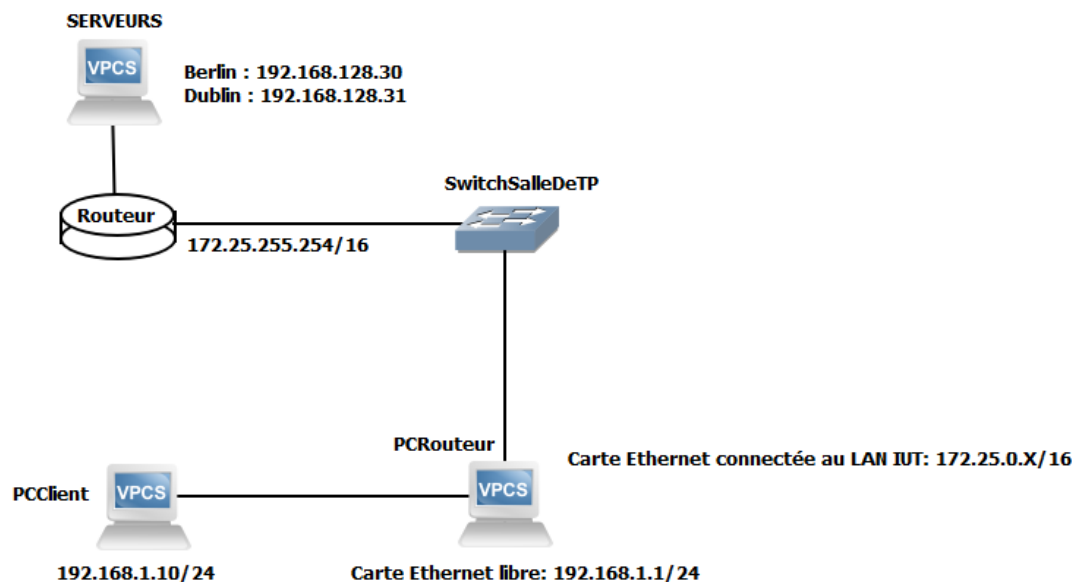 SERVEURS
VPCS
Berlin : 192.168.128.30
Dublin : 192.168.128.31
SwitchSalleDeTP
Routeur
172.25.255.254/16
PCRouteur
Carte Ethernet connectée au LAN IUT: 172.25.0.X/16
PCClient
VPCS
VPCS
192.168.1.10/24
Carte Ethernet libre: 192.168.1.1/24